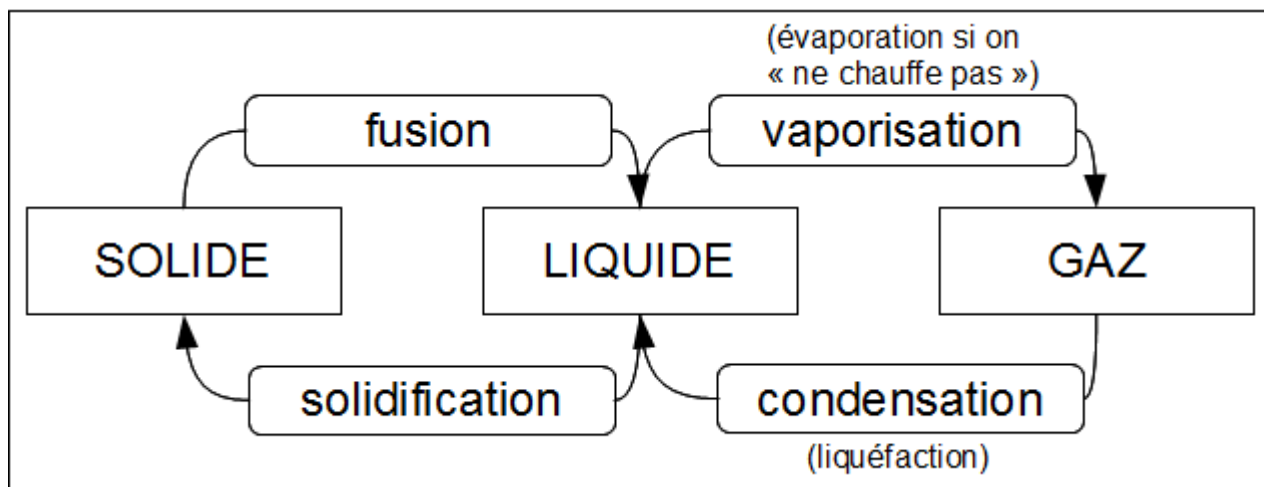 (évaporation si on
« ne chauffe pas »)
fusion
vaporisation
SOLIDE
LIQUIDE
GAZ
solidification
condensation
(liquéfaction)